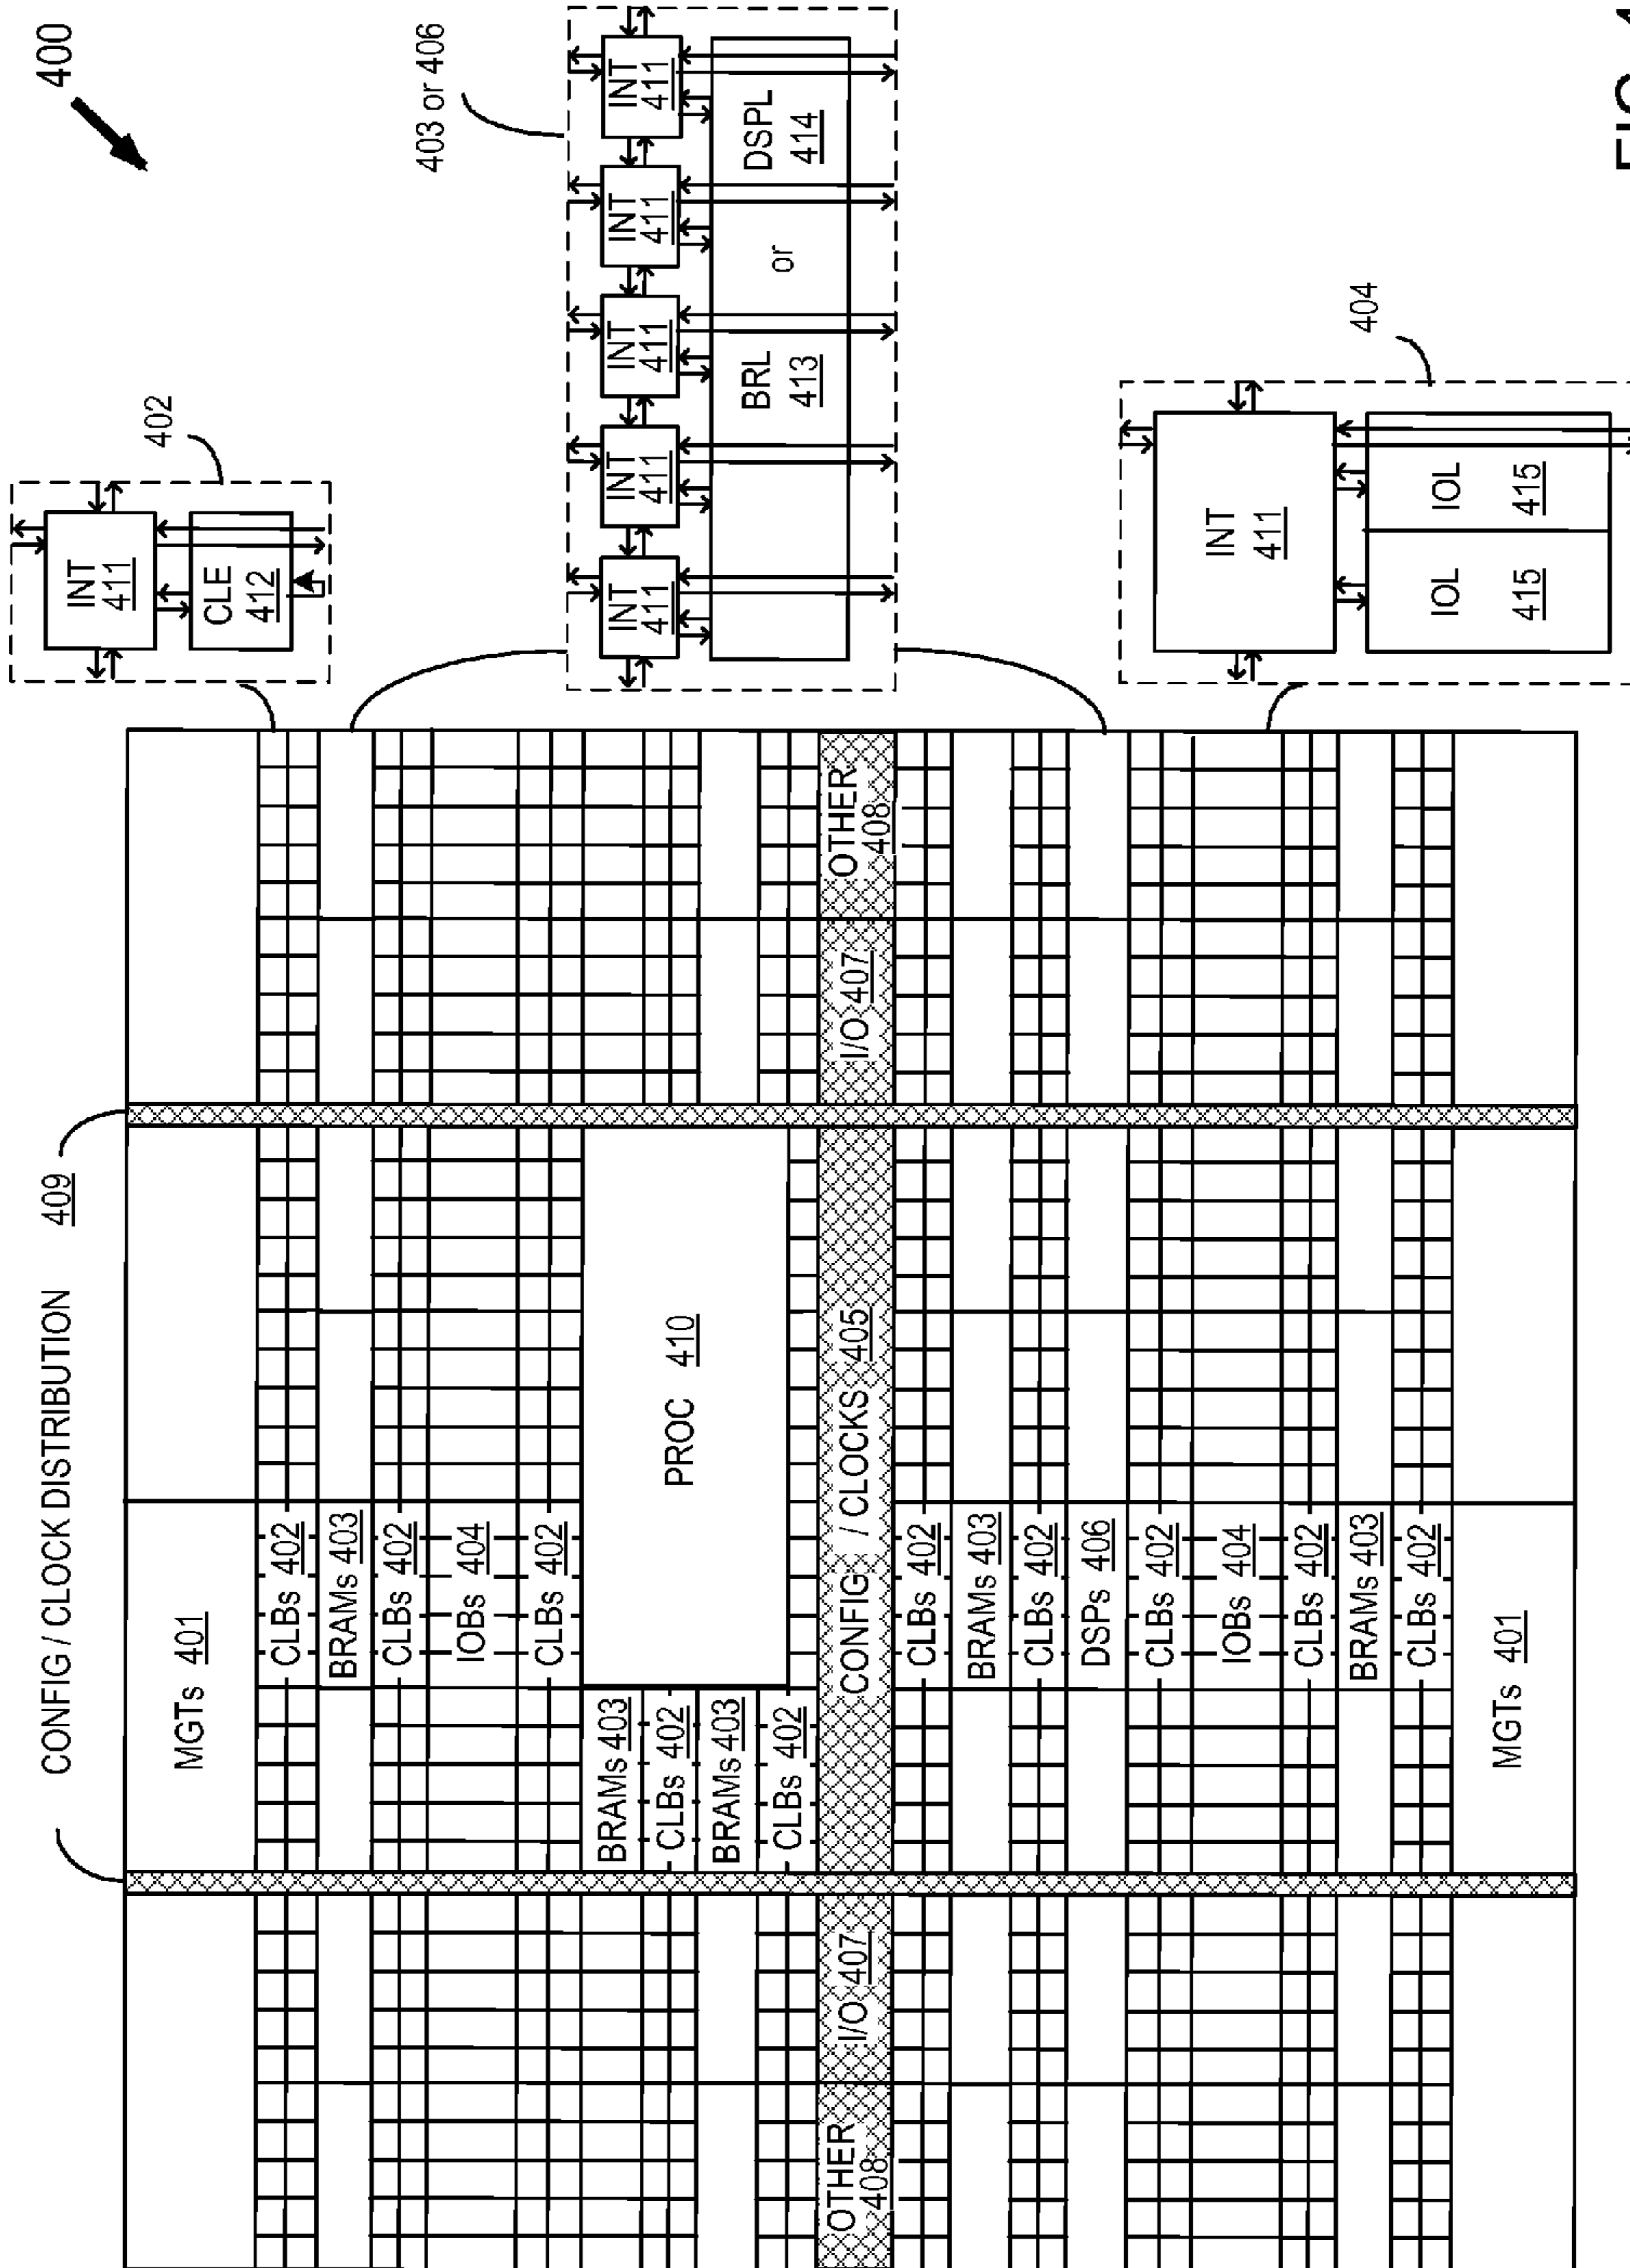 400
CONFIG / CLOCK DISTRIBUTION 409
MGTs 401
CLBs 402
BRAMs 403
CLBs 402
IOBs 404
CLBs 402
BRAMs 403
CLBs 402
BRAMs 403
CLBs 402
PROC 410
OTHER
408
I/O 407
CONFIG / CLOCKS 405
I/O 407
OTHER
408
CLBs 402
BRAMs 403
CLBs 402
DSPs 406
CLBs 402
IOBs 404
CLBs 402
BRAMs 403
CLBs 402
MGTs 401
402
INT
411
CLE
412
403 or 406
INT
411
INT
411
INT
411
INT
411
INT
411
BRL
413
or
DSPL
414
404
INT
411
IOL
415
IOL
415
FIG. 4